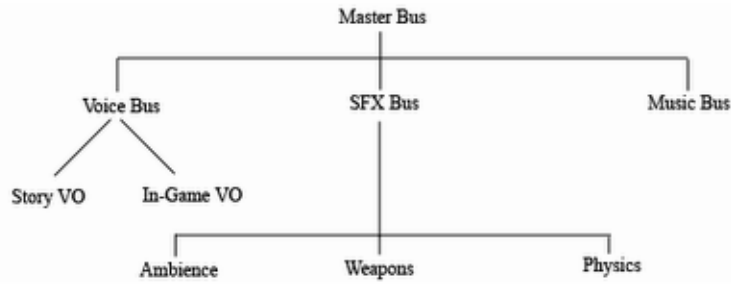 Master Bus
Voice Bus
SFX Bus
Music Bus
Story VO
In-Game VO
Ambience
Weapons
Physics